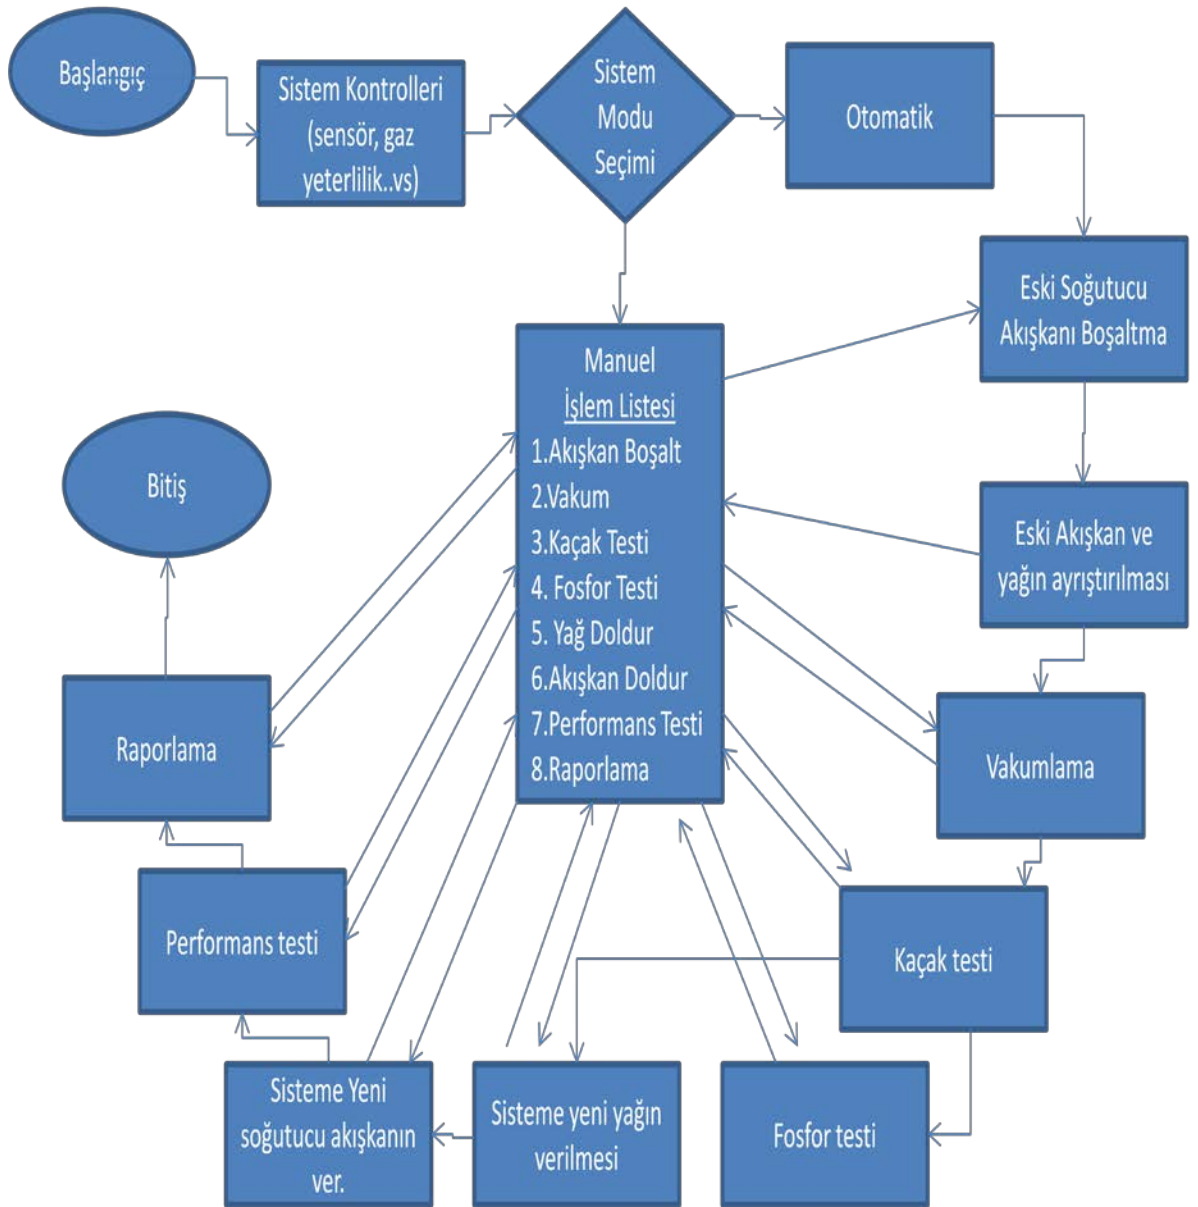 Başlangıç
Sistem Kontrolleri
(sensör, gaz
yeterlilik..vs)
Sistem
Modu
Seçimi
Otomatik
Eski Soğutucu
Akışkanı Boşaltma
Manuel
İşlem Listesi
1.Akışkan Boşalt
2.Vakum
3.Kaçak Testi
4. Fosfor Testi
5. Yağ Doldur
6.Akışkan Doldur
7.Performans Testi
8.Raporlama
Bitiş
Eski Akışkan ve
yağın ayrıştırılması
Raporlama
Vakumlama
Performans testi
Kaçak testi
Sisteme Yeni
soğutucu akışkanın
ver.
Sisteme yeni yağın
verilmesi
Fosfor testi